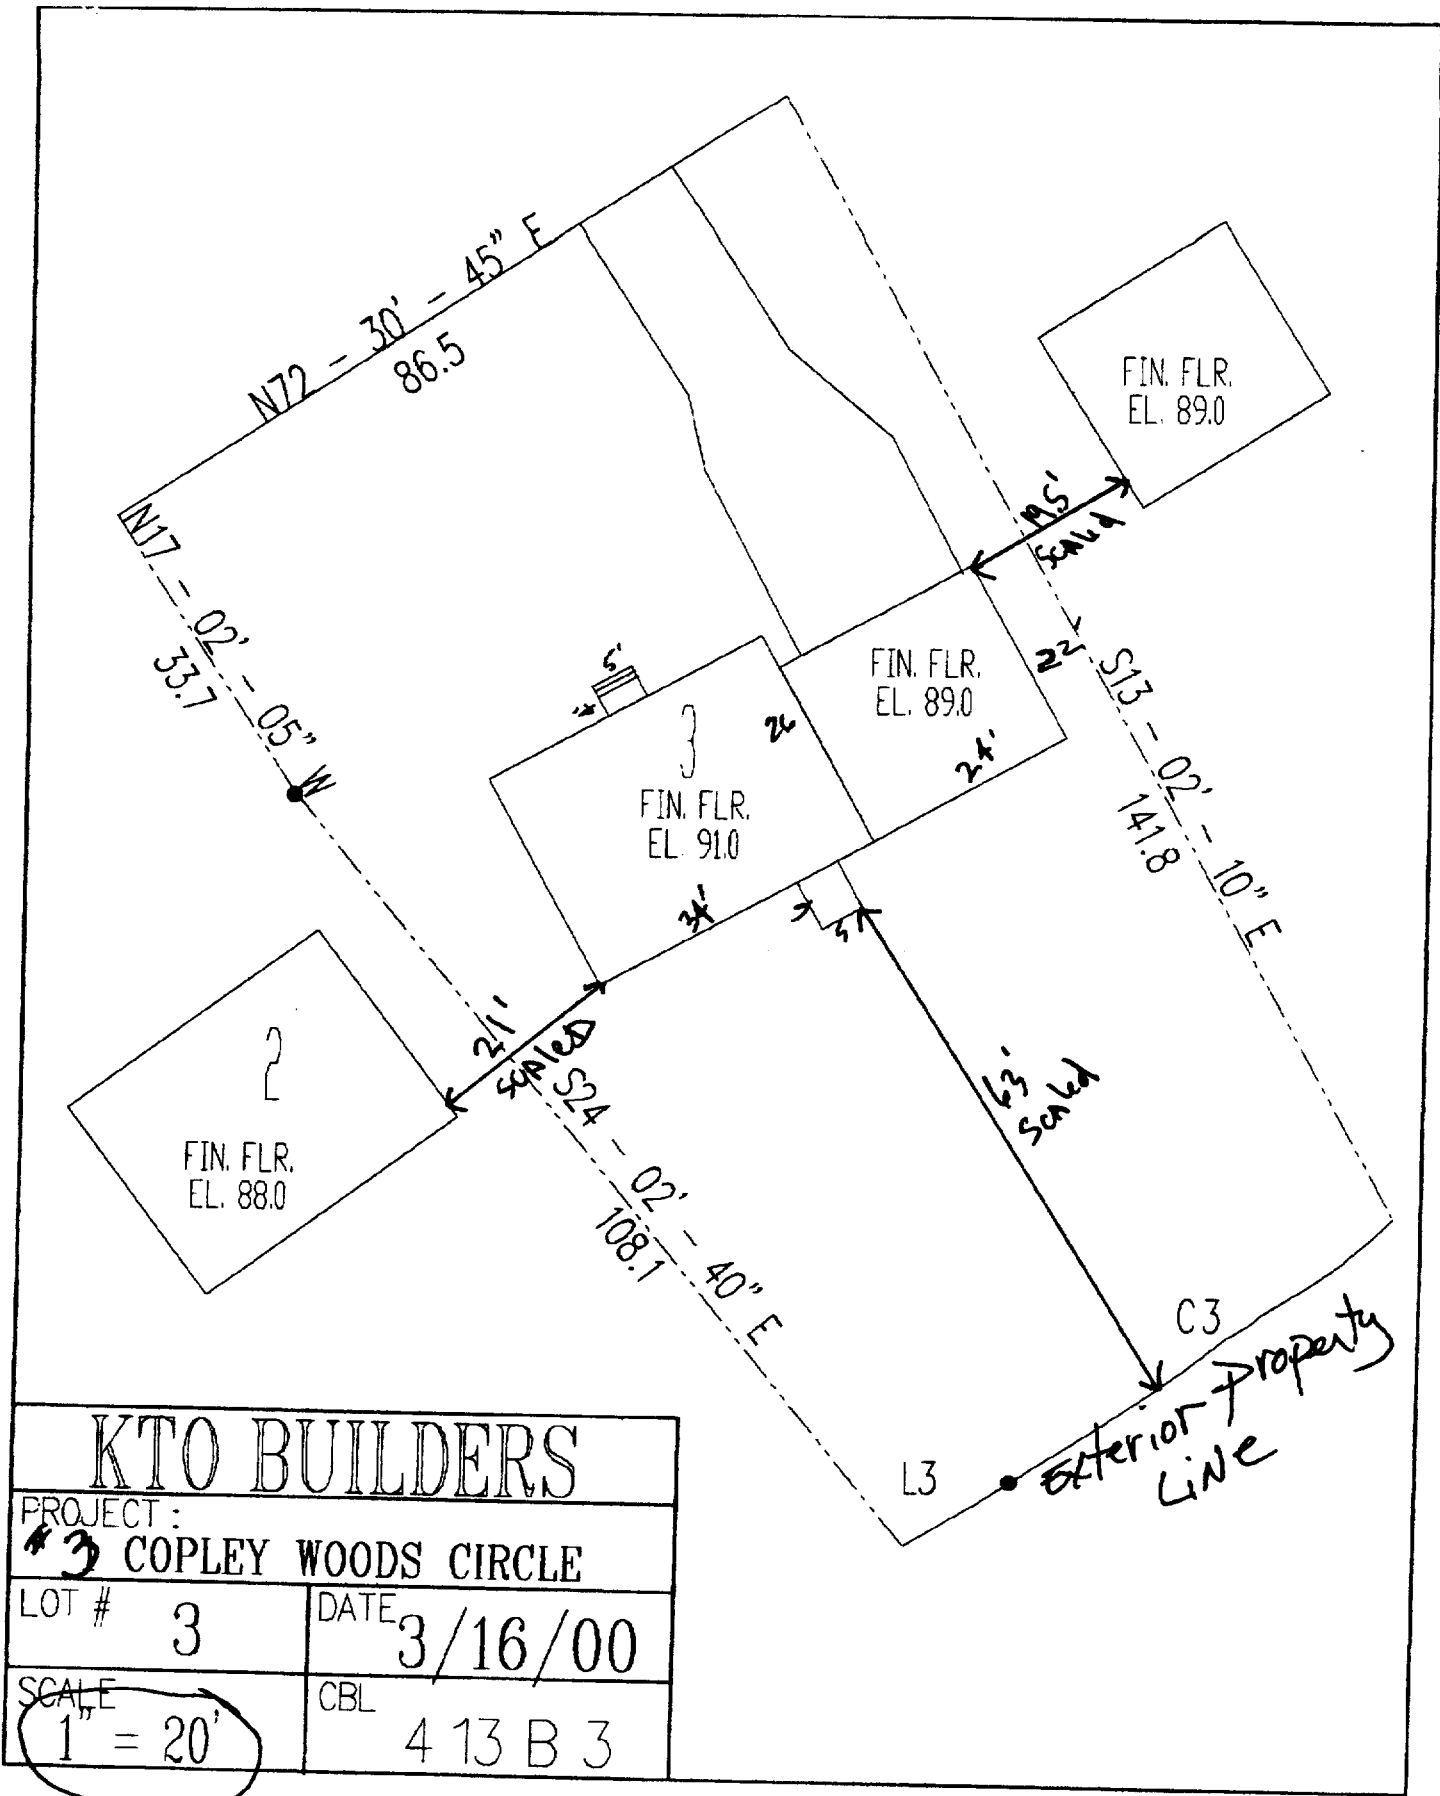 N72 - 30' - 45" E
86.5
N17 - 02' - 05" W
33.7
FIN. FLR.
EL. 89.0
19.5'
Scaled
5'
4'
3
FIN. FLR.
EL. 91.0
26
34'
FIN. FLR.
EL. 89.0
22'
24'
S13 - 02' - 10" E
141.8
5'
2
FIN. FLR.
EL. 88.0
21'
Scaled
S24 - 02' - 40" E
108.1
63'
Scaled
C3
L3
Exterior Property
Line
KTO BUILDERS
PROJECT:
#3 COPLEY WOODS CIRCLE
LOT # 3
DATE 3/16/00
SCALE
1" = 20'
CBL
4 13 B 3